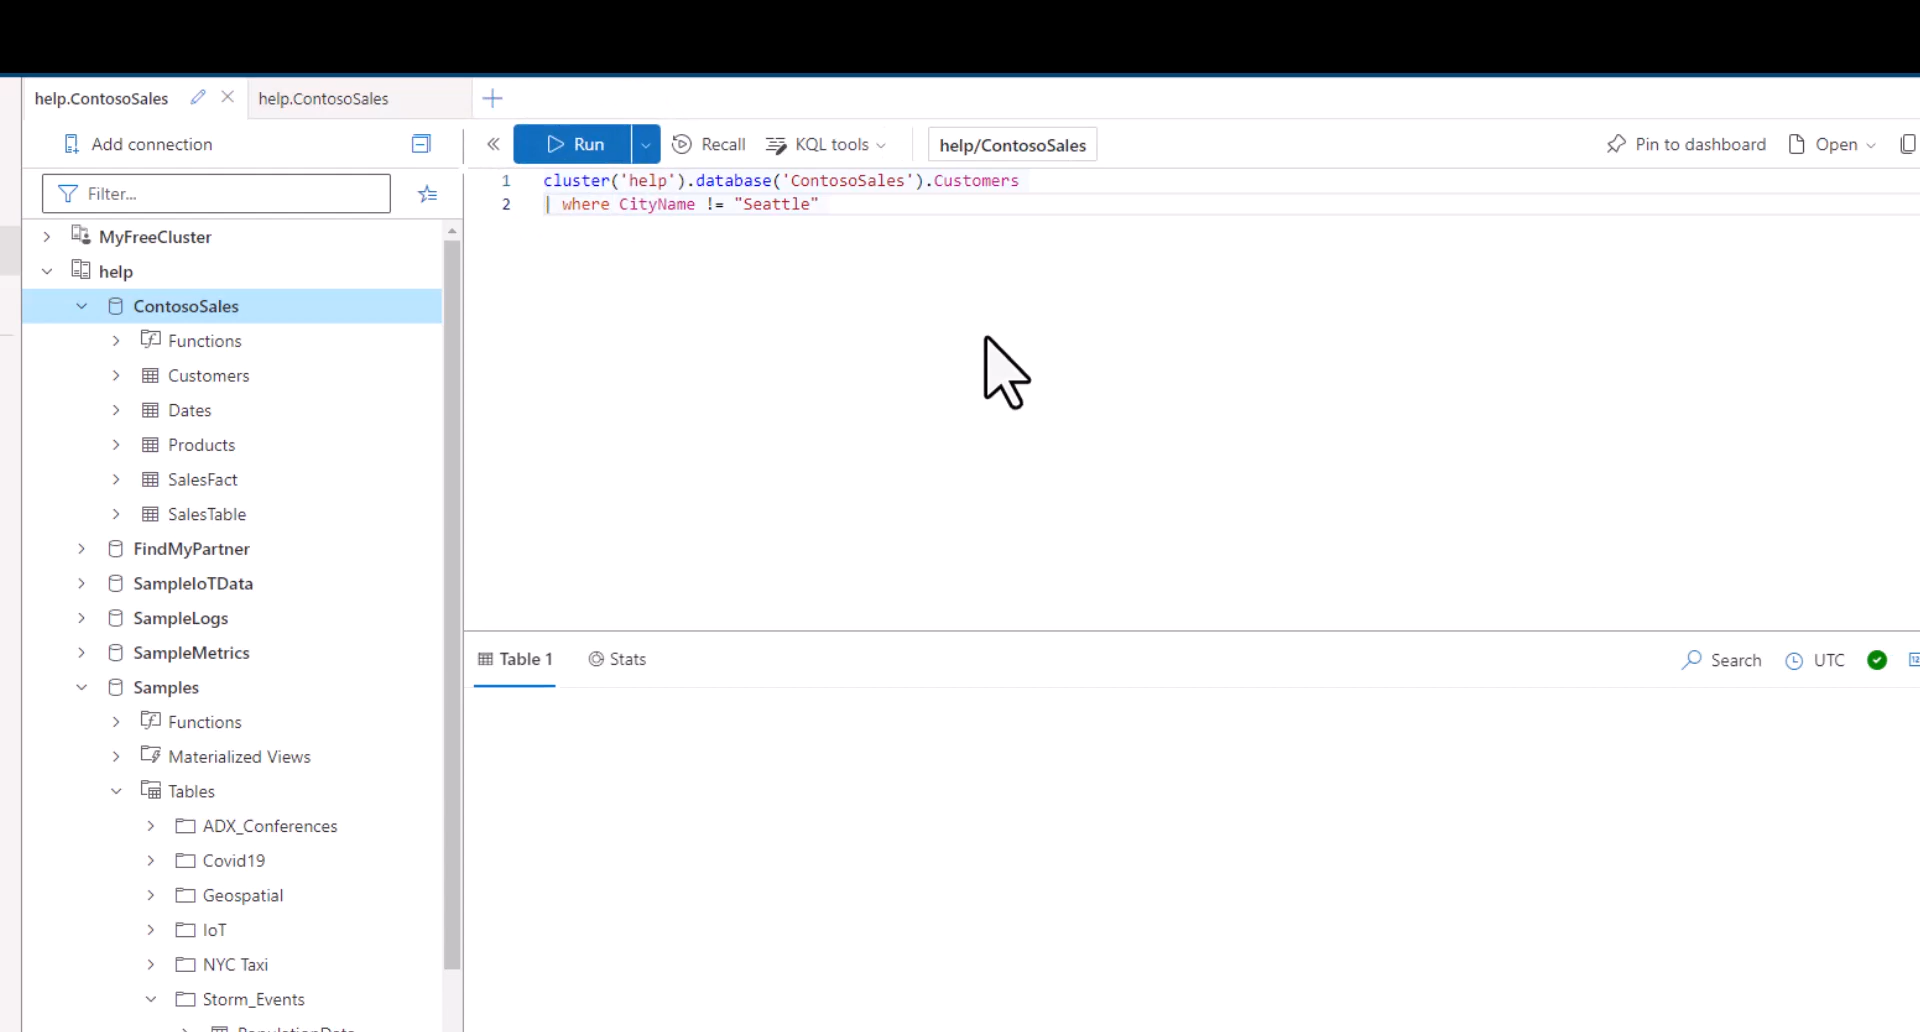 help.ContosoSales
help.ContosoSales
Add connection
Run
Recall
KQL tools
help/ContosoSales
Pin to dashboard
Open
Filter...
1 cluster('help').database('ContosoSales').Customers
2 | where CityName != "Seattle"
MyFreeCluster
help
ContosoSales
Functions
Customers
Dates
Products
SalesFact
SalesTable
FindMyPartner
SampleIoTData
SampleLogs
SampleMetrics
Samples
Functions
Materialized Views
Tables
ADX_Conferences
Covid19
Geospatial
IoT
NYC Taxi
Storm_Events
Table 1
Stats
Search
UTC